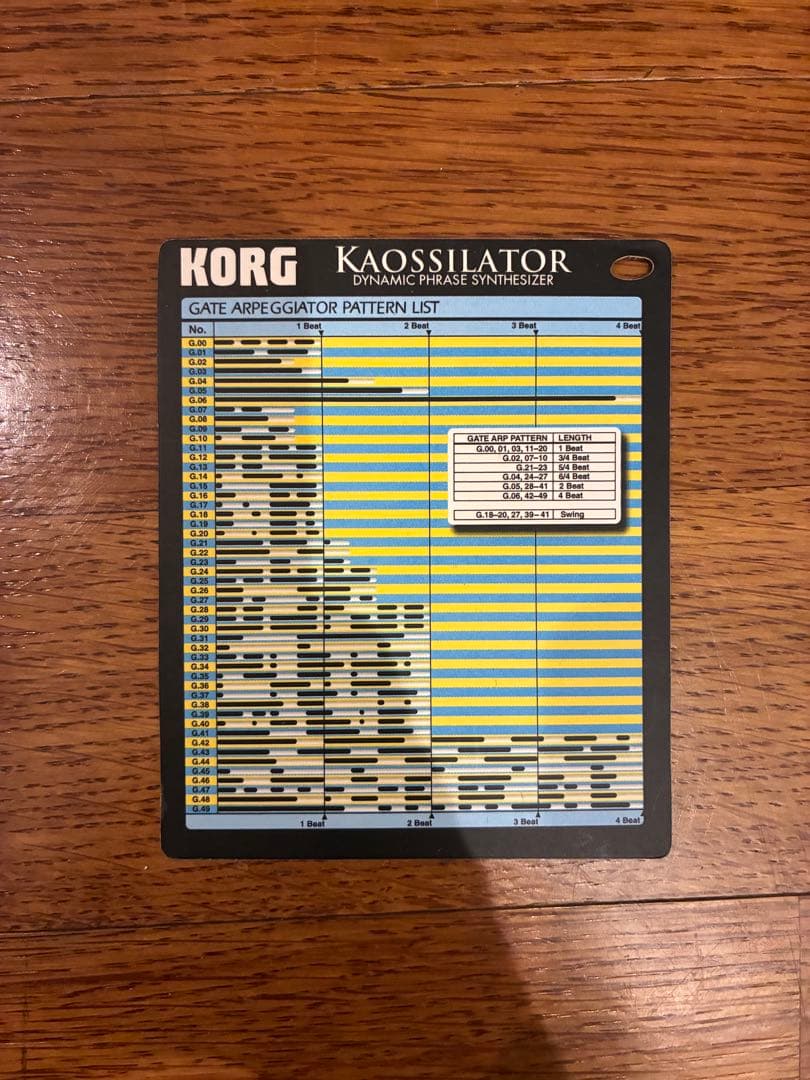 KORG KAOSSILATOR
DYNAMIC PHRASE SYNTHESIZER
GATE ARPEGGIATOR PATTERN LIST
No. 1 Beat 2 Beat 3 Beat 4 Beat
G.00
G.01
G.02
G.03
G.04
G.05
G.06
G.07
G.08
G.09
G.10
G.11
G.12
G.13
G.14
G.15
G.16
G.17
G.18
G.19
G.20
G.21
G.22
G.23
G.24
G.25
G.26
G.27
G.28
G.29
G.30
G.31
G.32
G.33
G.34
G.35
G.36
G.37
G.38
G.39
G.40
G.41
G.42
G.43
G.44
G.45
G.46
G.47
G.48
G.49
GATE ARP PATTERN LENGTH
G.00, 01, 03, 11–20 1 Beat
G.02, 07–10 3/4 Beat
G.21–23 5/4 Beat
G.04, 24–27 6/4 Beat
G.05, 28–41 2 Beat
G.06, 42–49 4 Beat
G.18–20, 27, 39–41 Swing
1 Beat 2 Beat 3 Beat 4 Beat